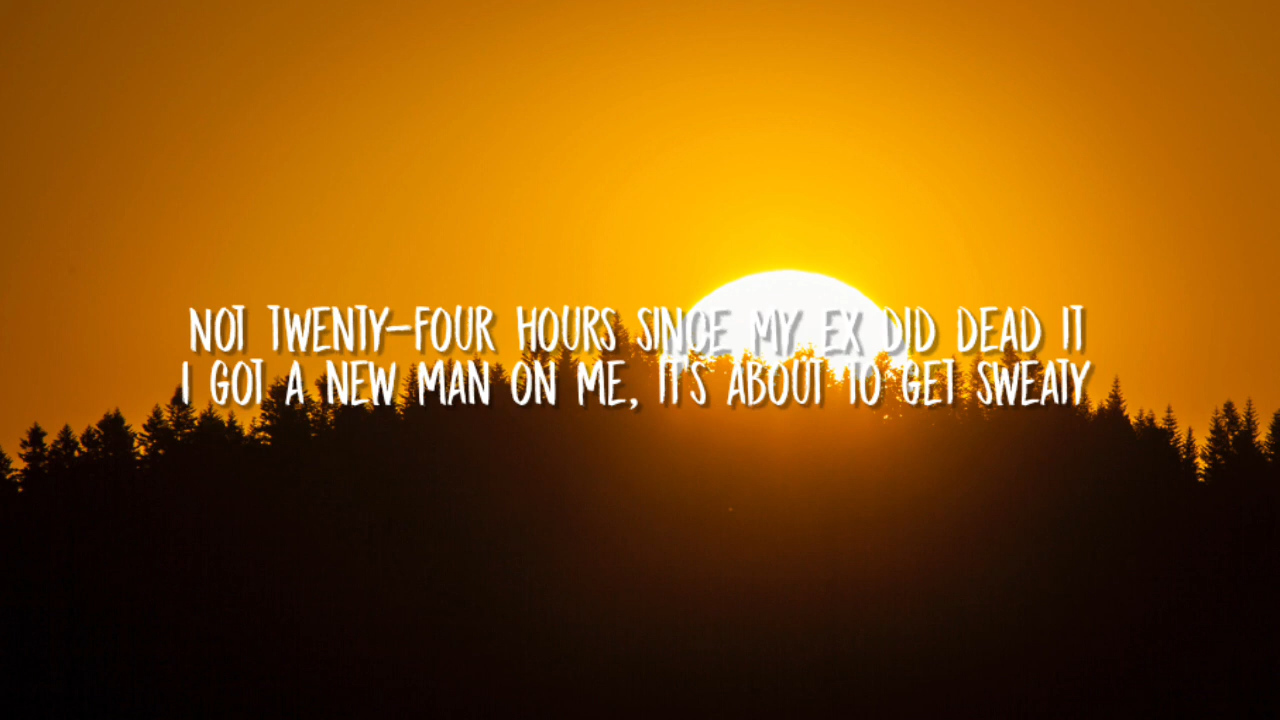 NOT TWENTY-FOUR HOURS SINCE MY EX DID DEAD IT
I GOT A NEW MAN ON ME, IT'S ABOUT TO GET SWEATY